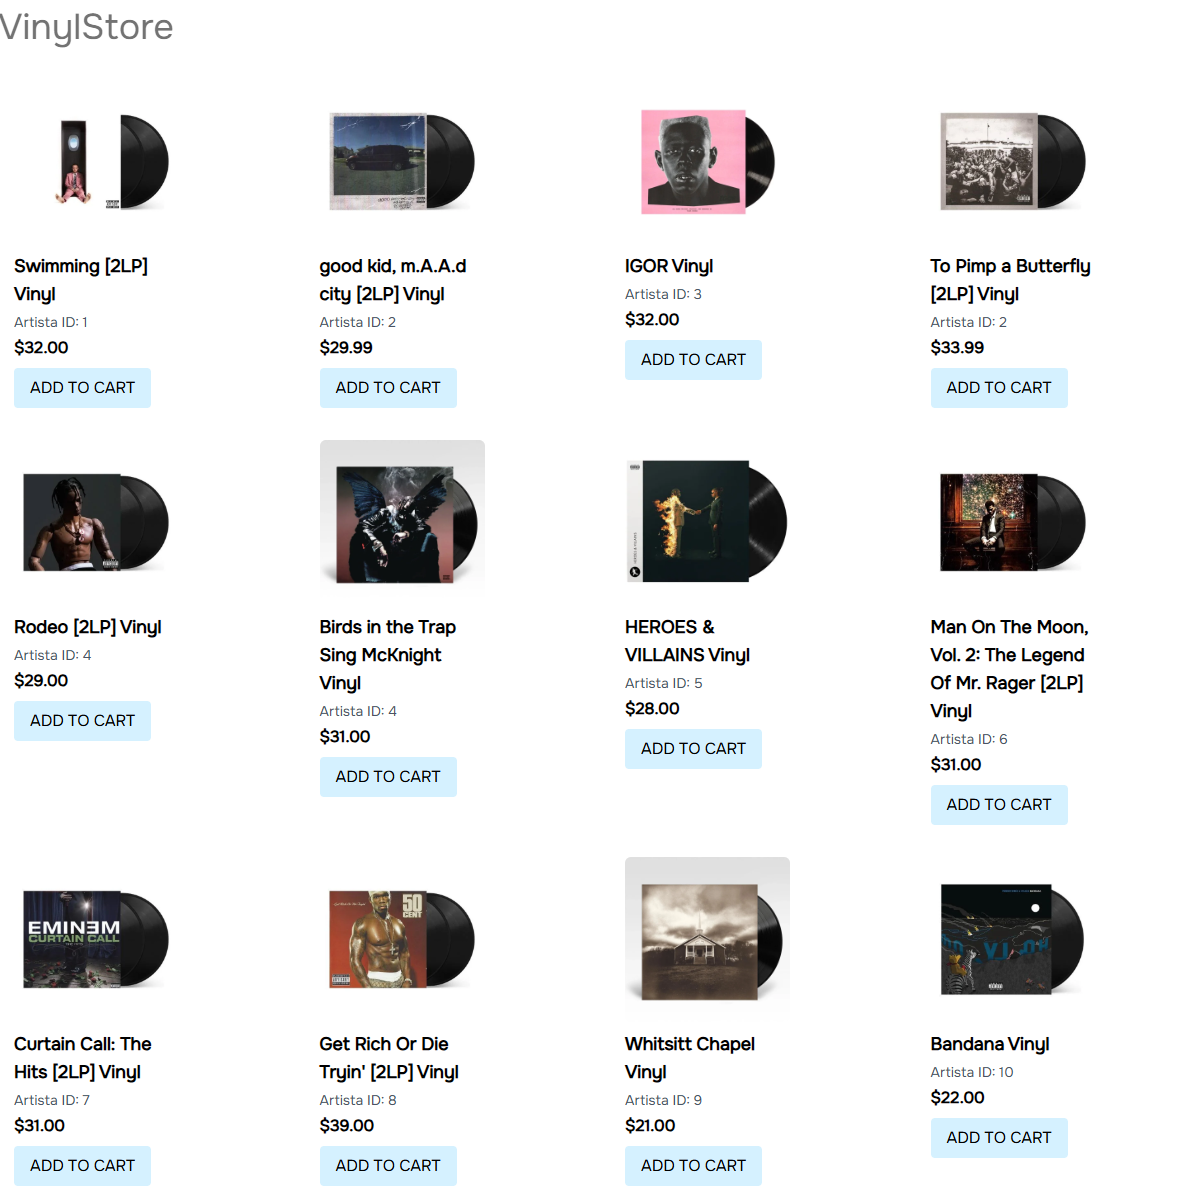 VinylStore
Swimming [2LP]
Vinyl
Artista ID: 1
$32.00
ADD TO CART
good kid, m.A.A.d
city [2LP] Vinyl
Artista ID: 2
$29.99
ADD TO CART
IGOR Vinyl
Artista ID: 3
$32.00
ADD TO CART
To Pimp a Butterfly
[2LP] Vinyl
Artista ID: 2
$33.99
ADD TO CART
Rodeo [2LP] Vinyl
Artista ID: 4
$29.00
ADD TO CART
Birds in the Trap
Sing McKnight
Vinyl
Artista ID: 4
$31.00
ADD TO CART
HEROES &
VILLAINS Vinyl
Artista ID: 5
$28.00
ADD TO CART
Man On The Moon,
Vol. 2: The Legend
Of Mr. Rager [2LP]
Vinyl
Artista ID: 6
$31.00
ADD TO CART
EMINEM
CURTAIN CALL
Curtain Call: The
Hits [2LP] Vinyl
Artista ID: 7
$31.00
ADD TO CART
50
CENT
Get Rich Or Die
Tryin' [2LP] Vinyl
Artista ID: 8
$39.00
ADD TO CART
Whitsitt Chapel
Vinyl
Artista ID: 9
$21.00
ADD TO CART
Bandana Vinyl
Artista ID: 10
$22.00
ADD TO CART